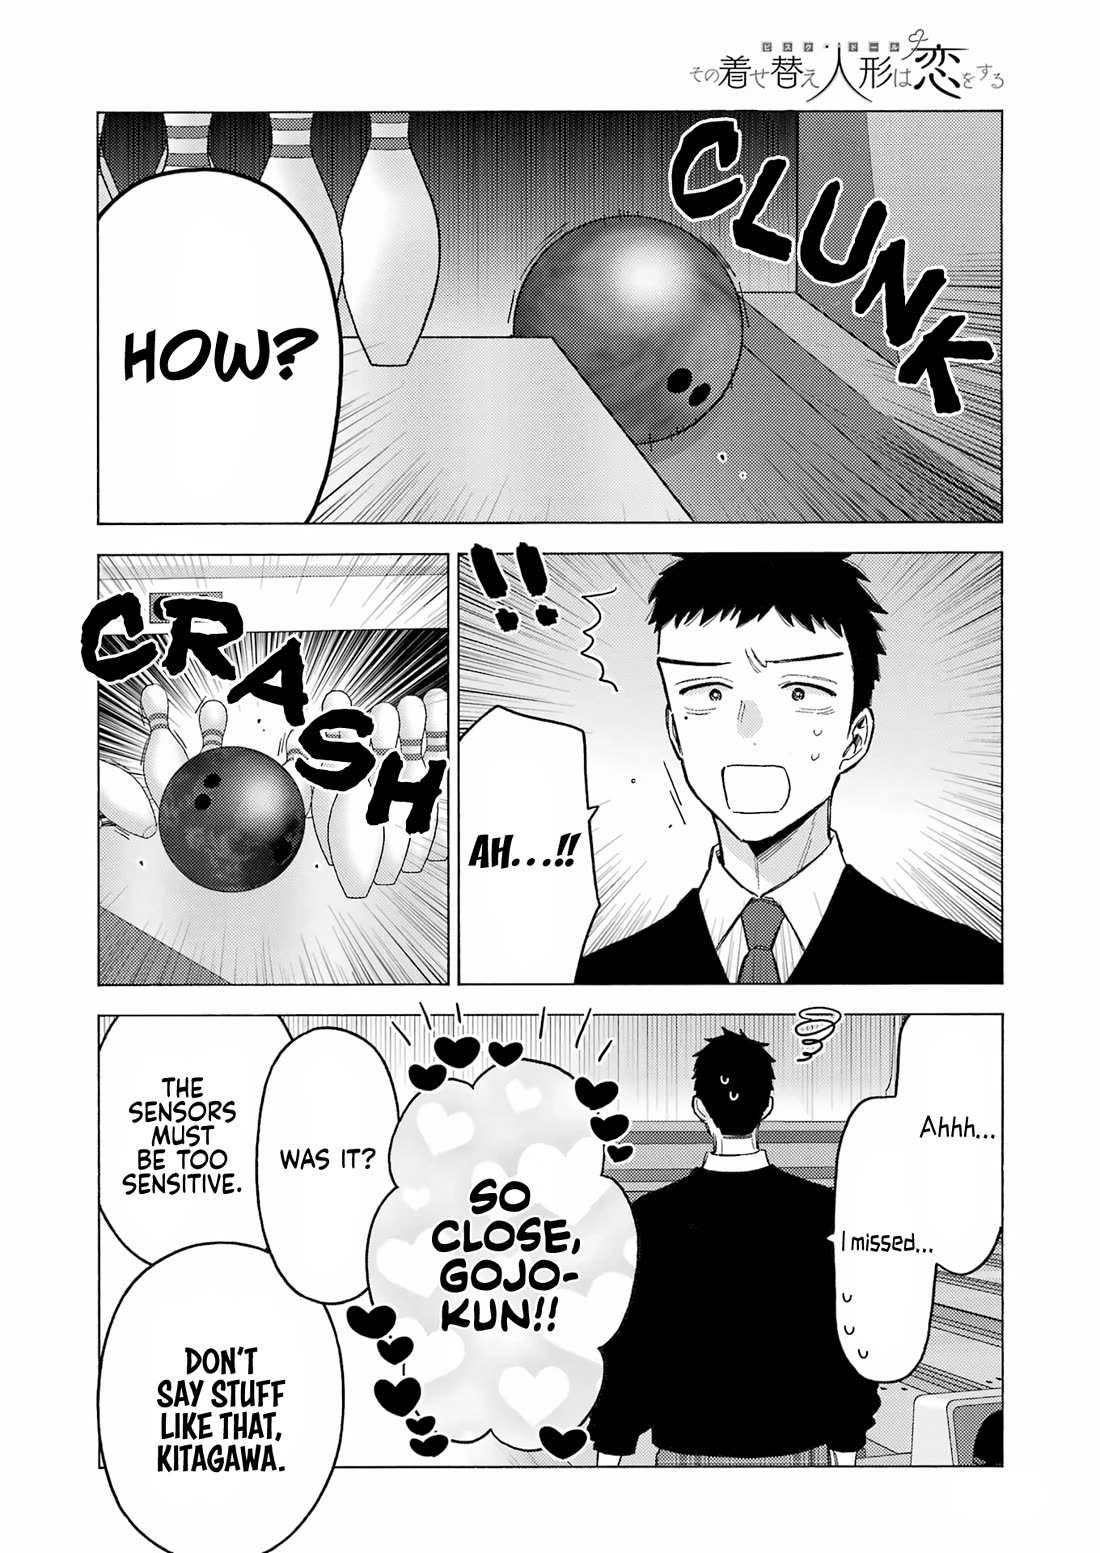 ビスク・ドール
その着せ替え人形は恋をする
CLUNK
HOW?
!!
AH...!!
CRASH
Ahhh...
I missed...
SO
CLOSE,
GOJO-
KUN!!
WAS IT?
THE
SENSORS
MUST
BE TOO
SENSITIVE.
DON'T
SAY STUFF
LIKE THAT,
KITAGAWA.